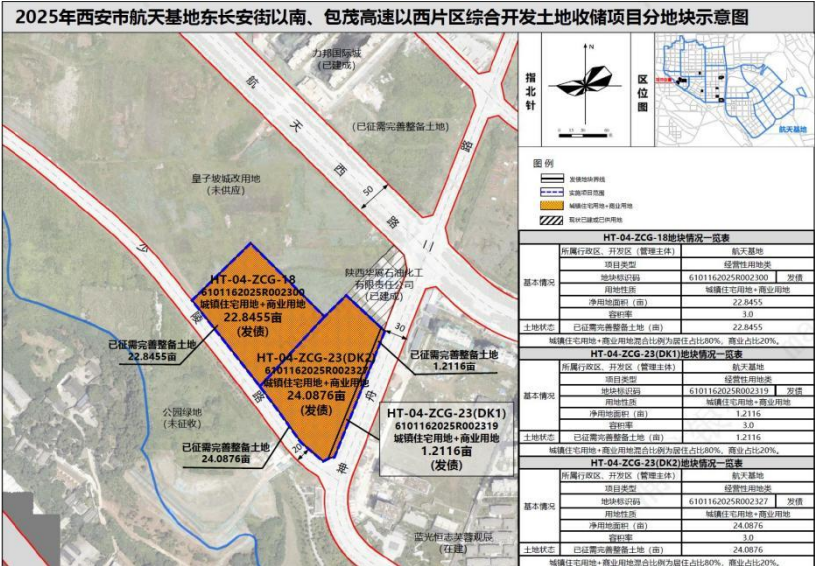 2025年西安市航天基地东长安街以南、包茂高速以西片区综合开发土地收储项目分地块示意图
力邦国际城
(已建成)
航天西路
(已征需完善整备土地)
50
皇子坡城改用地
(未供应)
少陵路
神舟二路
陕西华辰石油化工
有限责任公司
(已建成)
30
HT-04-ZCG-18
6101162025R002300
城镇住宅用地+商业用地
22.8455亩
(发债)
已征需完善整备土地
22.8455亩
HT-04-ZCG-23(DK2)
6101162025R002327
城镇住宅用地+商业用地
24.0876亩
(发债)
已征需完善整备土地
1.2116亩
公园绿地
(未征收)
HT-04-ZCG-23(DK1)
6101162025R002319
城镇住宅用地+商业用地
1.2116亩
(发债)
已征需完善整备土地
24.0876亩
20
蓝光恒志芙蓉观辰
(在建)
指北针
N
区位图
航天基地
图例
发债地块界线
实施项目范围
城镇住宅用地+商业用地
现状已建或已供用地
HT-04-ZCG-18地块情况一览表
基本情况
所属行政区、开发区（管理主体） 航天基地
项目类型 经营性用地类
地块标识码 6101162025R002300 发债
用地性质 城镇住宅用地+商业用地
净用地面积（亩） 22.8455
容积率 3.0
土地状态 已征需完善整备土地（亩） 22.8455
城镇住宅用地+商业用地混合比例为居住占比80%，商业占比20%。
HT-04-ZCG-23(DK1)地块情况一览表
基本情况
所属行政区、开发区（管理主体） 航天基地
项目类型 经营性用地类
地块标识码 6101162025R002319 发债
用地性质 城镇住宅用地+商业用地
净用地面积（亩） 1.2116
容积率 3.0
土地状态 已征需完善整备土地（亩） 1.2116
城镇住宅用地+商业用地混合比例为居住占比80%，商业占比20%。
HT-04-ZCG-23(DK2)地块情况一览表
基本情况
所属行政区、开发区（管理主体） 航天基地
项目类型 经营性用地类
地块标识码 6101162025R002327 发债
用地性质 城镇住宅用地+商业用地
净用地面积（亩） 24.0876
容积率 3.0
土地状态 已征需完善整备土地（亩） 24.0876
城镇住宅用地+商业用地混合比例为居住占比80%，商业占比20%。